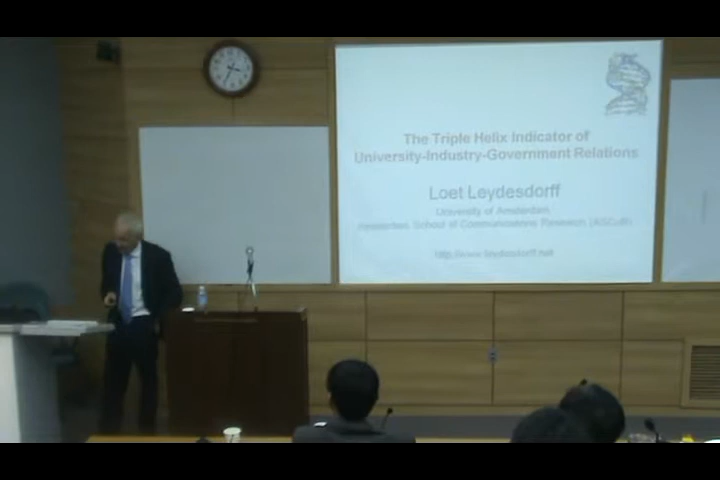 The Triple Helix Indicator of
University-Industry-Government Relations
Loet Leydesdorff
University of Amsterdam
Amsterdam School of Communications Research (ASCoR)
http://www.leydesdorff.net